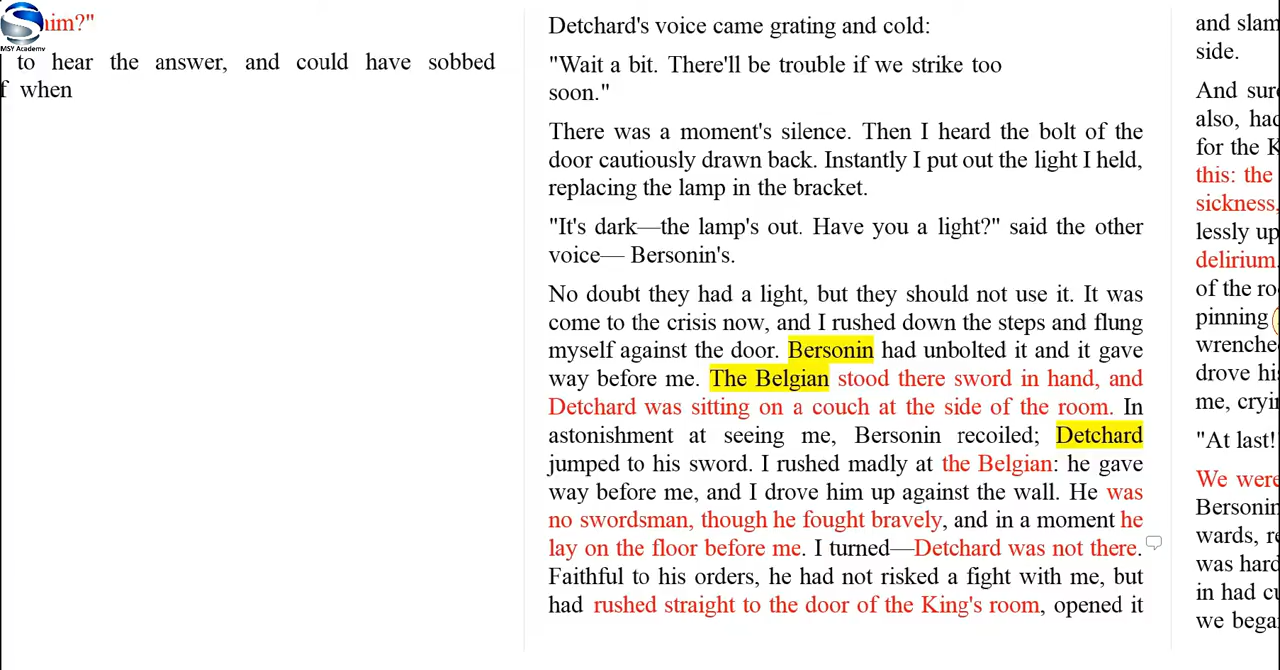 him?"
MSY Academy
to hear the answer, and could have sobbed
f when
Detchard's voice came grating and cold:
"Wait a bit. There'll be trouble if we strike too
soon."
There was a moment's silence. Then I heard the bolt of the
door cautiously drawn back. Instantly I put out the light I held,
replacing the lamp in the bracket.
"It's dark—the lamp's out. Have you a light?" said the other
voice— Bersonin's.
No doubt they had a light, but they should not use it. It was
come to the crisis now, and I rushed down the steps and flung
myself against the door. Bersonin had unbolted it and it gave
way before me. The Belgian stood there sword in hand, and
Detchard was sitting on a couch at the side of the room. In
astonishment at seeing me, Bersonin recoiled; Detchard
jumped to his sword. I rushed madly at the Belgian: he gave
way before me, and I drove him up against the wall. He was
no swordsman, though he fought bravely, and in a moment he
lay on the floor before me. I turned—Detchard was not there.
Faithful to his orders, he had not risked a fight with me, but
had rushed straight to the door of the King's room, opened it
and slam
side.
And sure
also, had
for the K
this: the
sickness,
lessly up
delirium.
of the ro
pinning
wrenche
drove his
me, cryin
"At last!
We were
Bersonin
wards, re
was hard
in had cu
we bega